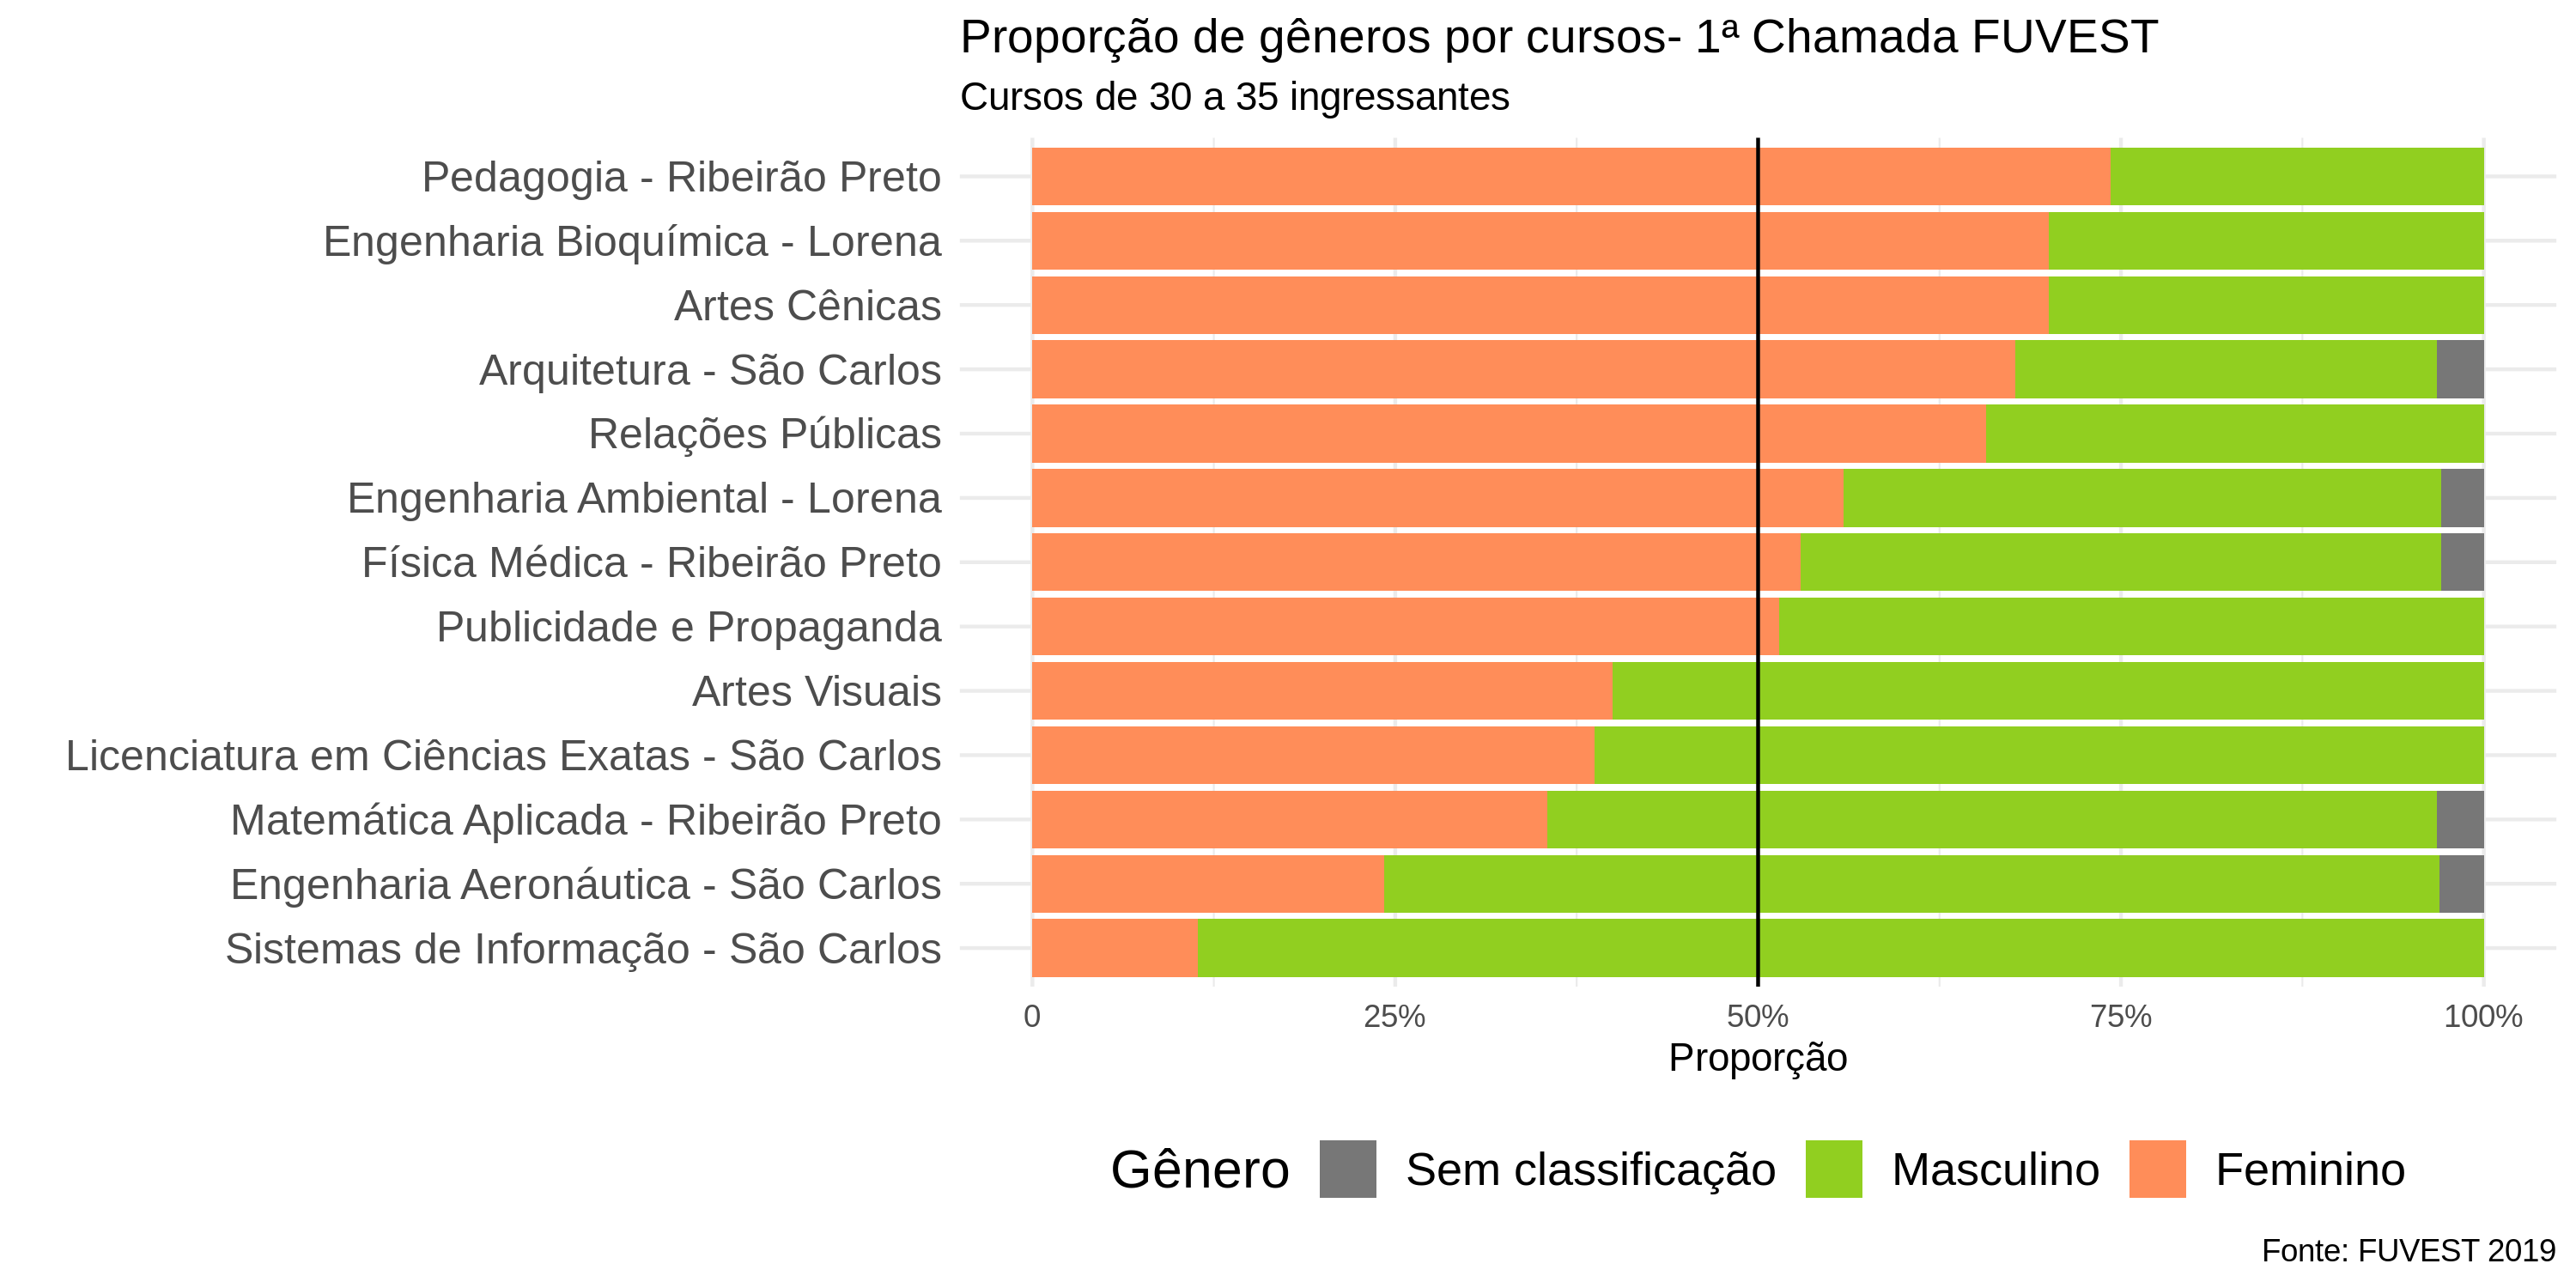 Proporção de gêneros por cursos- 1ª Chamada FUVEST
Cursos de 30 a 35 ingressantes
Pedagogia - Ribeirão Preto
Engenharia Bioquímica - Lorena
Artes Cênicas
Arquitetura - São Carlos
Relações Públicas
Engenharia Ambiental - Lorena
Física Médica - Ribeirão Preto
Publicidade e Propaganda
Artes Visuais
Licenciatura em Ciências Exatas - São Carlos
Matemática Aplicada - Ribeirão Preto
Engenharia Aeronáutica - São Carlos
Sistemas de Informação - São Carlos
0 25% 50% 75% 100%
Proporção
Gênero Sem classificação Masculino Feminino
Fonte: FUVEST 2019